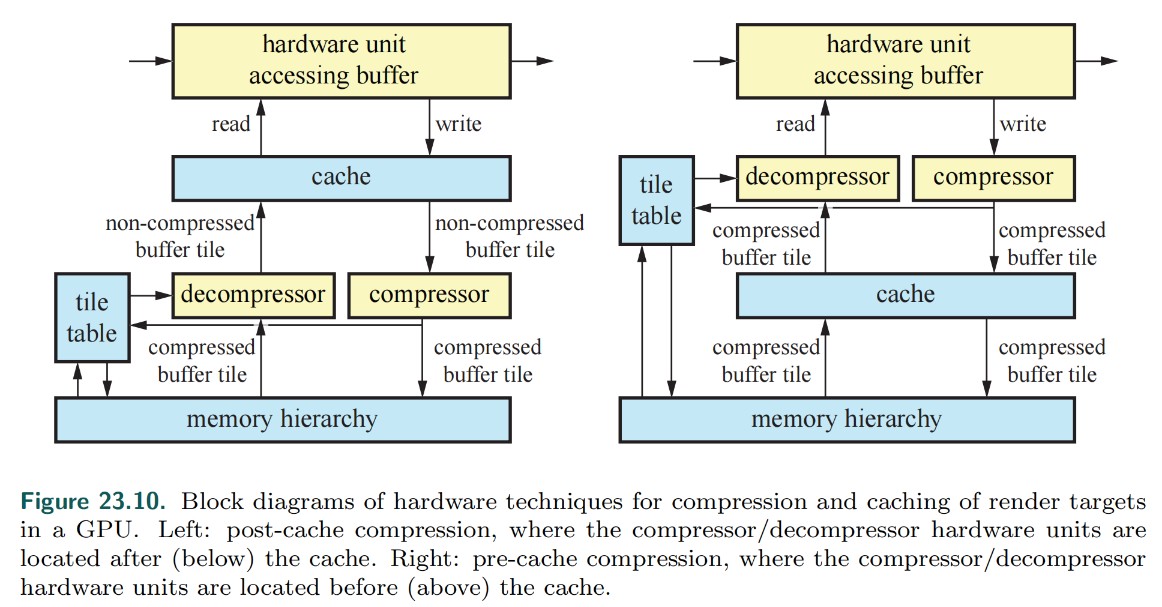 hardware unit
accessing buffer
read
write
cache
non-compressed
buffer tile
non-compressed
buffer tile
tile
table
decompressor
compressor
compressed
buffer tile
compressed
buffer tile
memory hierarchy
hardware unit
accessing buffer
read
write
tile
table
decompressor
compressor
compressed
buffer tile
compressed
buffer tile
cache
compressed
buffer tile
compressed
buffer tile
memory hierarchy
Figure 23.10. Block diagrams of hardware techniques for compression and caching of render targets
in a GPU. Left: post-cache compression, where the compressor/decompressor hardware units are
located after (below) the cache. Right: pre-cache compression, where the compressor/decompressor
hardware units are located before (above) the cache.